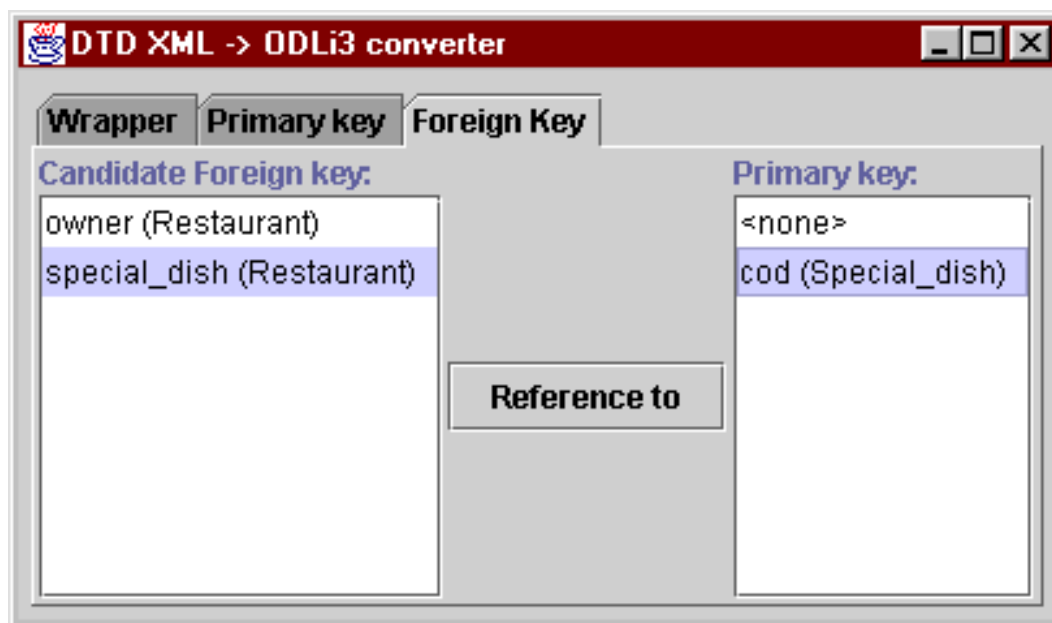 DTD XML -> ODLi3 converter
Wrapper Primary key Foreign Key
Candidate Foreign key: Primary key:
owner (Restaurant) <none>
special_dish (Restaurant) cod (Special_dish)
Reference to